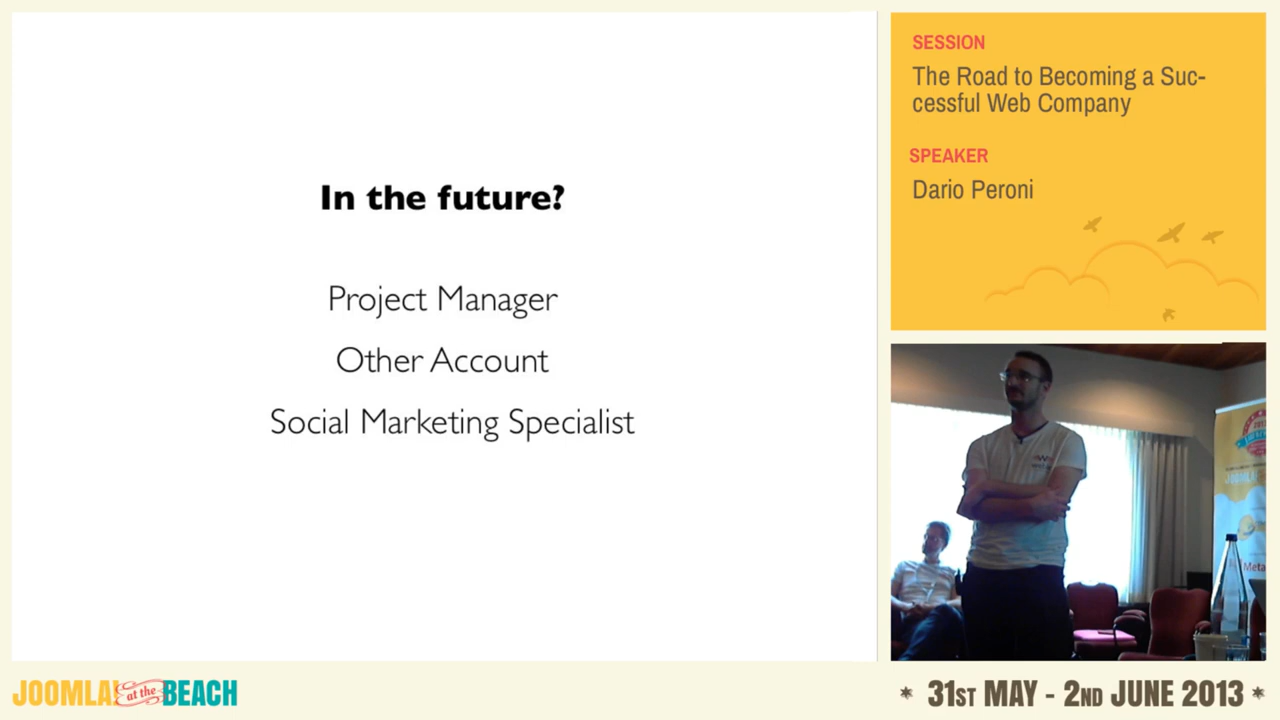 In the future?
Project Manager
Other Account
Social Marketing Specialist
SESSION
The Road to Becoming a Suc-
cessful Web Company
SPEAKER
Dario Peroni
Meta
JOOMLA! at the BEACH
* 31ST MAY - 2ND JUNE 2013 *